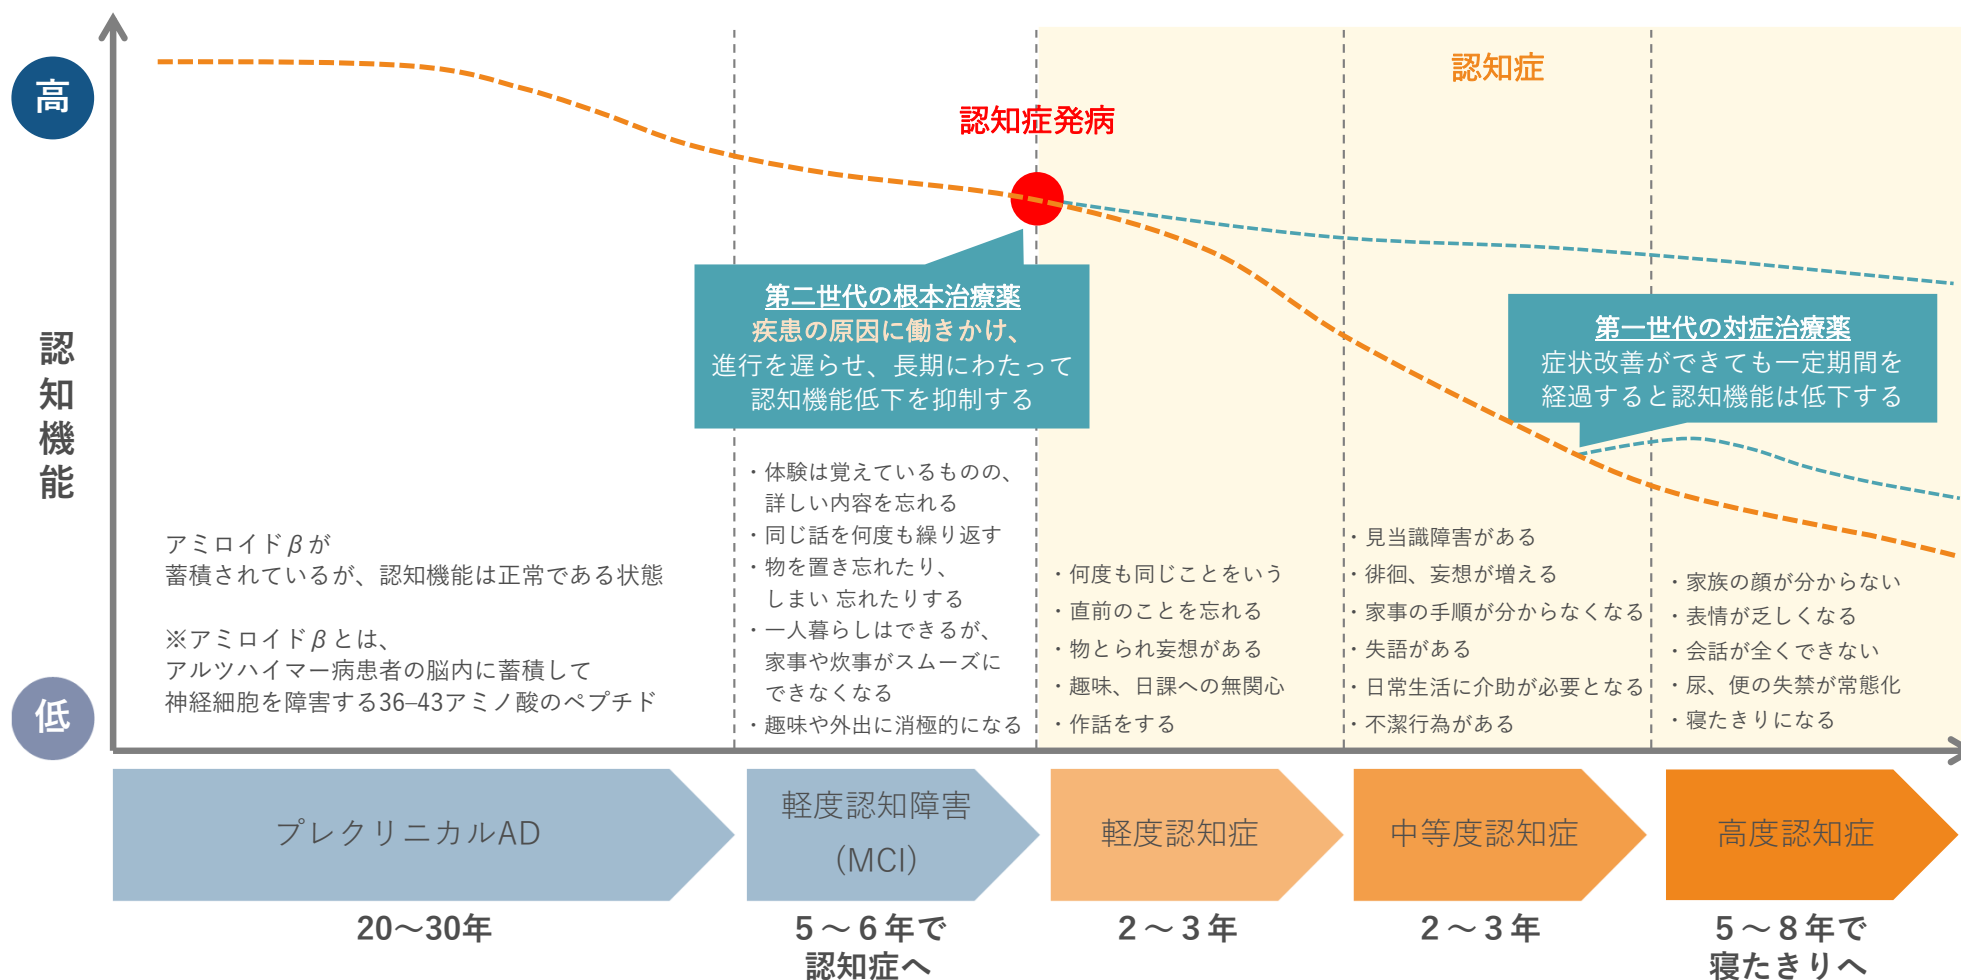 高
認知機能
低
認知症
認知症発病
第二世代の根本治療薬
疾患の原因に働きかけ、
進行を遅らせ、長期にわたって
認知機能低下を抑制する
第一世代の対症治療薬
症状改善ができても一定期間を
経過すると認知機能は低下する
アミロイドβが
蓄積されているが、認知機能は正常である状態
※アミロイドβとは、
アルツハイマー病患者の脳内に蓄積して
神経細胞を障害する36–43アミノ酸のペプチド
・体験は覚えているものの、
詳しい内容を忘れる
・同じ話を何度も繰り返す
・物を置き忘れたり、
しまい 忘れたりする
・一人暮らしはできるが、
家事や炊事がスムーズに
できなくなる
・趣味や外出に消極的になる
・何度も同じことをいう
・直前のことを忘れる
・物とられ妄想がある
・趣味、日課への無関心
・作話をする
・見当識障害がある
・徘徊、妄想が増える
・家事の手順が分からなくなる
・失語がある
・日常生活に介助が必要となる
・不潔行為がある
・家族の顔が分からない
・表情が乏しくなる
・会話が全くできない
・尿、便の失禁が常態化
・寝たきりになる
プレクリニカルAD
軽度認知障害
(MCI)
軽度認知症
中等度認知症
高度認知症
20～30年
5～6年で
認知症へ
2～3年
2～3年
5～8年で
寝たきりへ